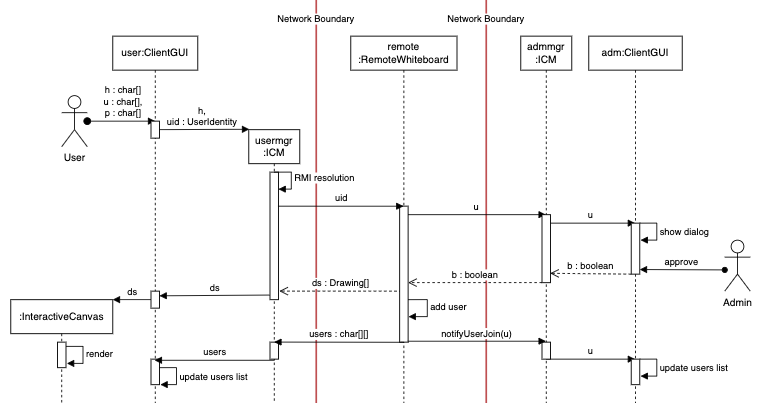 Network Boundary
Network Boundary
user:ClientGUI
remote
:RemoteWhiteboard
admmgr
:ICM
adm:ClientGUI
h : char[]
u : char[],
p : char[]
h,
uid : UserIdentity
User
usermgr
:ICM
RMI resolution
uid
u
u
show dialog
approve
b : boolean
b : boolean
ds : Drawing[]
ds
ds
Admin
:InteractiveCanvas
add user
users : char[][]
notifyUserJoin(u)
render
users
u
update users list
update users list